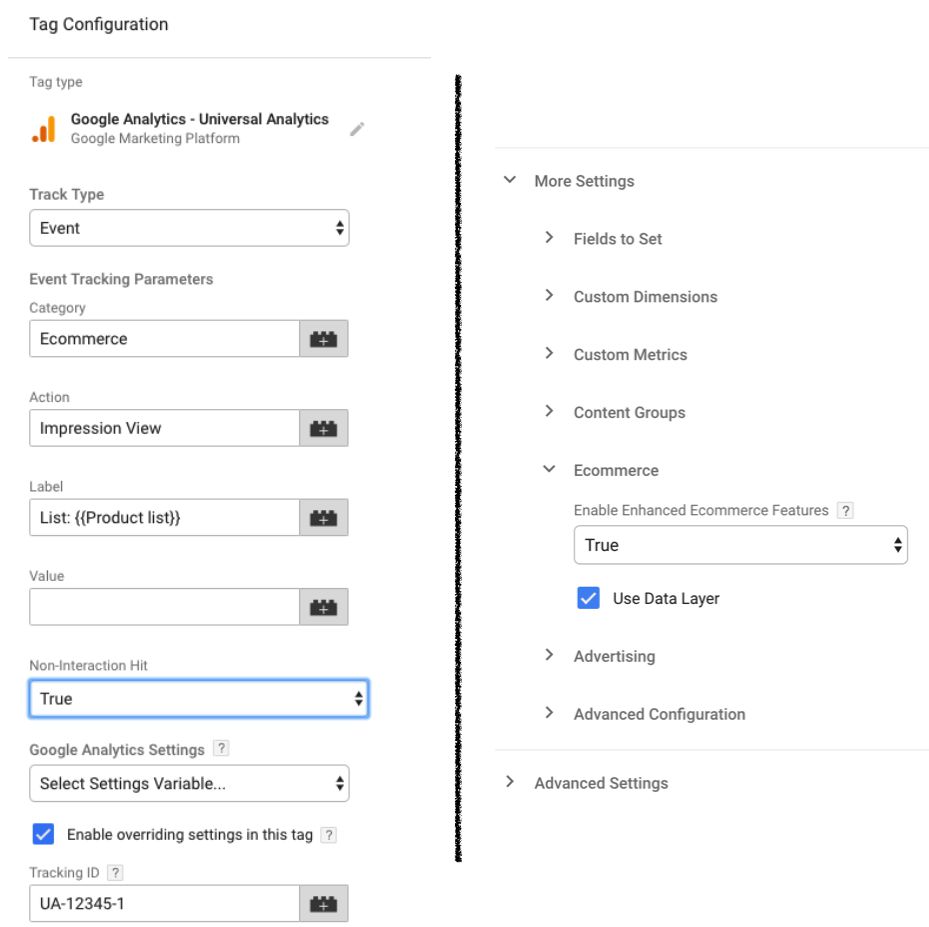 Tag Configuration
Tag type
Google Analytics - Universal Analytics
Google Marketing Platform
Track Type
Event
Event Tracking Parameters
Category
Ecommerce
Action
Impression View
Label
List: {{Product list}}
Value
Non-Interaction Hit
True
Google Analytics Settings ?
Select Settings Variable...
Enable overriding settings in this tag ?
Tracking ID ?
UA-12345-1
More Settings
Fields to Set
Custom Dimensions
Custom Metrics
Content Groups
Ecommerce
Enable Enhanced Ecommerce Features ?
True
Use Data Layer
Advertising
Advanced Configuration
Advanced Settings